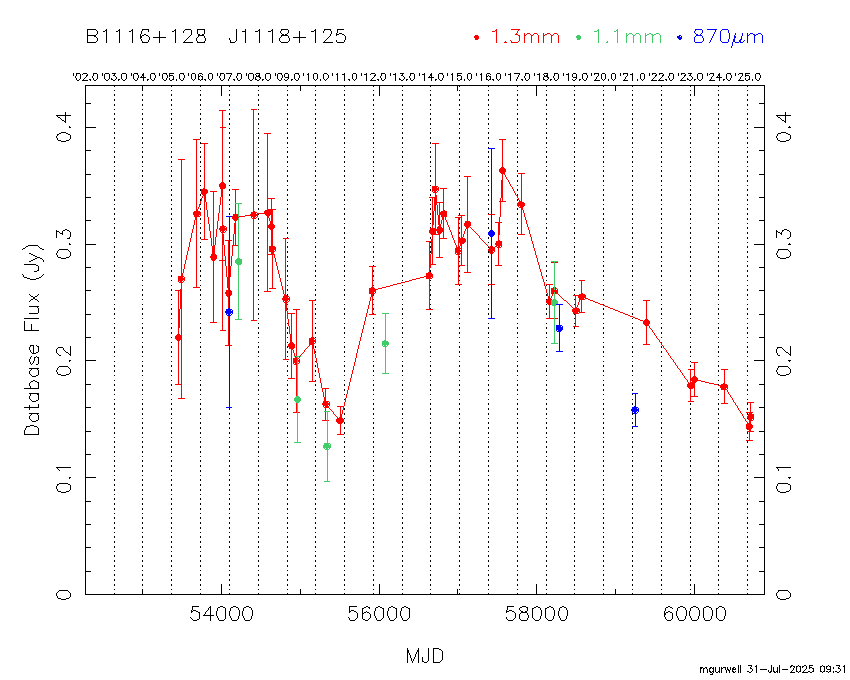 B1116+128 J1118+125 1.3mm 1.1mm 870μm
'02.0 '03.0 '04.0 '05.0 '06.0 '07.0 '08.0 '09.0 '10.0 '11.0 '12.0 '13.0 '14.0 '15.0 '16.0 '17.0 '18.0 '19.0 '20.0 '21.0 '22.0 '23.0 '24.0 '25.0
0.4 0.4
0.3 0.3
Database Flux (Jy)
0.2 0.2
0.1 0.1
0 0
54000 56000 58000 60000
MJD
mgurwell 31-Jul-2025 09:31